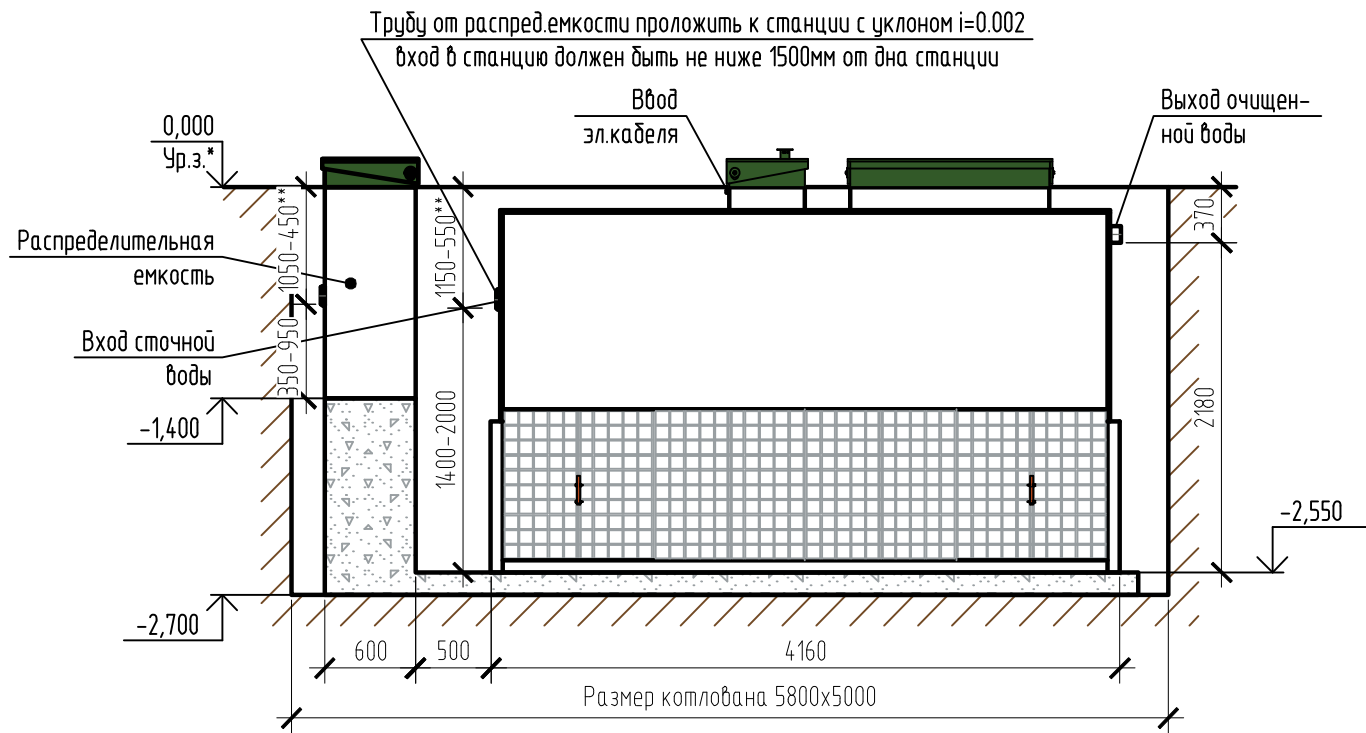 Трубу от распред.емкости проложить к станции с уклоном i=0.002
вход в станцию должен быть не ниже 1500мм от дна станции
Ввод
эл.кабеля
Выход очищен-
ной воды
0,000
Ур.з.*
Распределительная
емкость
Вход сточной
воды
1050-450**
350-950
1150-550**
1400-2000
370
2180
-1,400
-2,700
-2,550
600
500
4160
Размер котлована 5800х5000